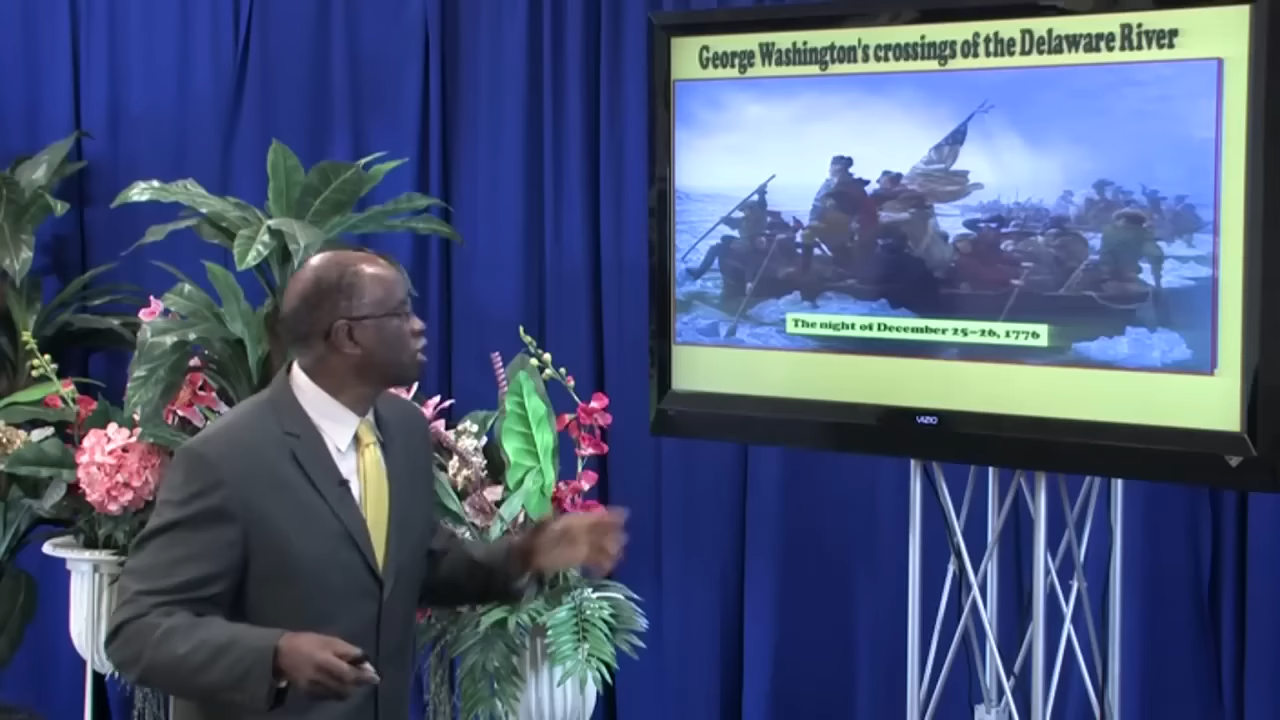 George Washington's crossings of the Delaware River
The night of December 25–26, 1776
VIZIO